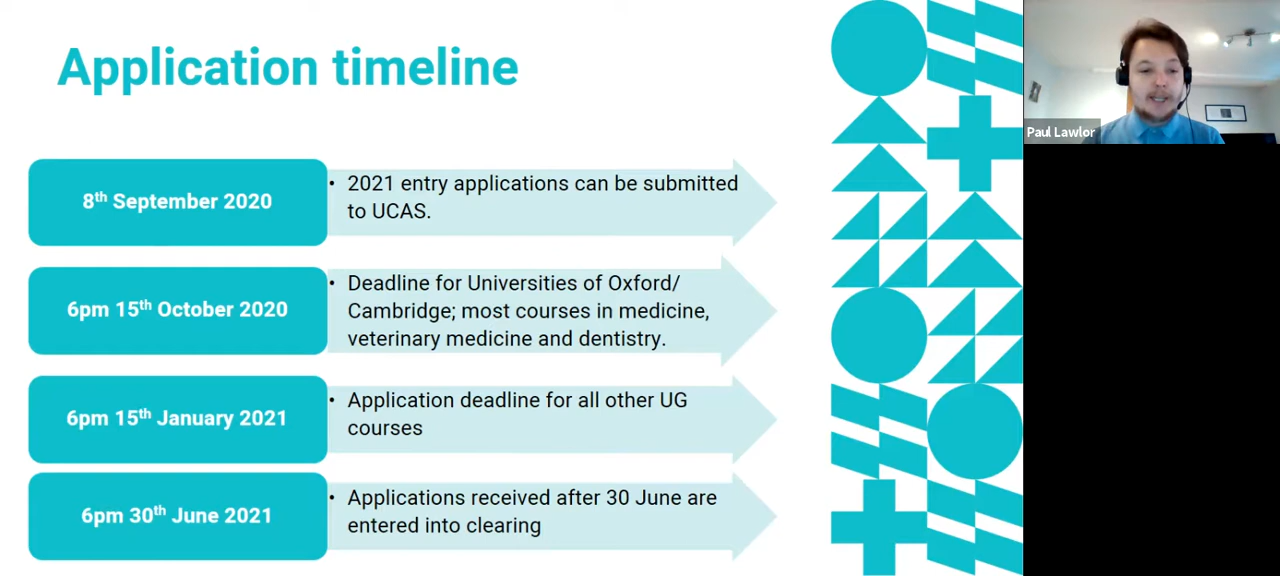 Application timeline
Paul Lawlor
8th September 2020
• 2021 entry applications can be submitted
to UCAS.
6pm 15th October 2020
• Deadline for Universities of Oxford/
Cambridge; most courses in medicine,
veterinary medicine and dentistry.
6pm 15th January 2021
• Application deadline for all other UG
courses
6pm 30th June 2021
• Applications received after 30 June are
entered into clearing